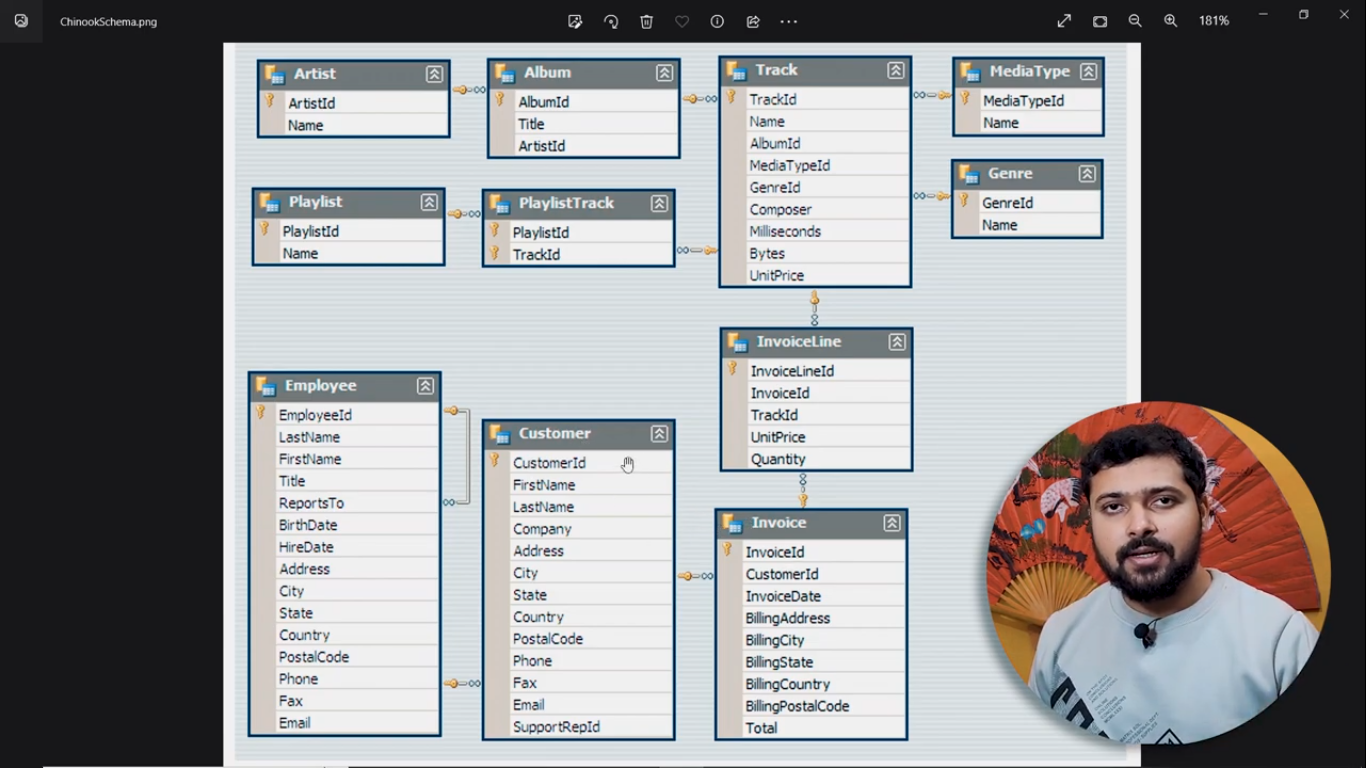 ChinookSchema.png
181%
Artist
ArtistId
Name
Album
AlbumId
Title
ArtistId
Track
TrackId
Name
AlbumId
MediaTypeId
GenreId
Composer
Milliseconds
Bytes
UnitPrice
MediaType
MediaTypeId
Name
Genre
GenreId
Name
Playlist
PlaylistId
Name
PlaylistTrack
PlaylistId
TrackId
InvoiceLine
InvoiceLineId
InvoiceId
TrackId
UnitPrice
Quantity
Employee
EmployeeId
LastName
FirstName
Title
ReportsTo
BirthDate
HireDate
Address
City
State
Country
PostalCode
Phone
Fax
Email
Customer
CustomerId
FirstName
LastName
Company
Address
City
State
Country
PostalCode
Phone
Fax
Email
SupportRepId
Invoice
InvoiceId
CustomerId
InvoiceDate
BillingAddress
BillingCity
BillingState
BillingCountry
BillingPostalCode
Total